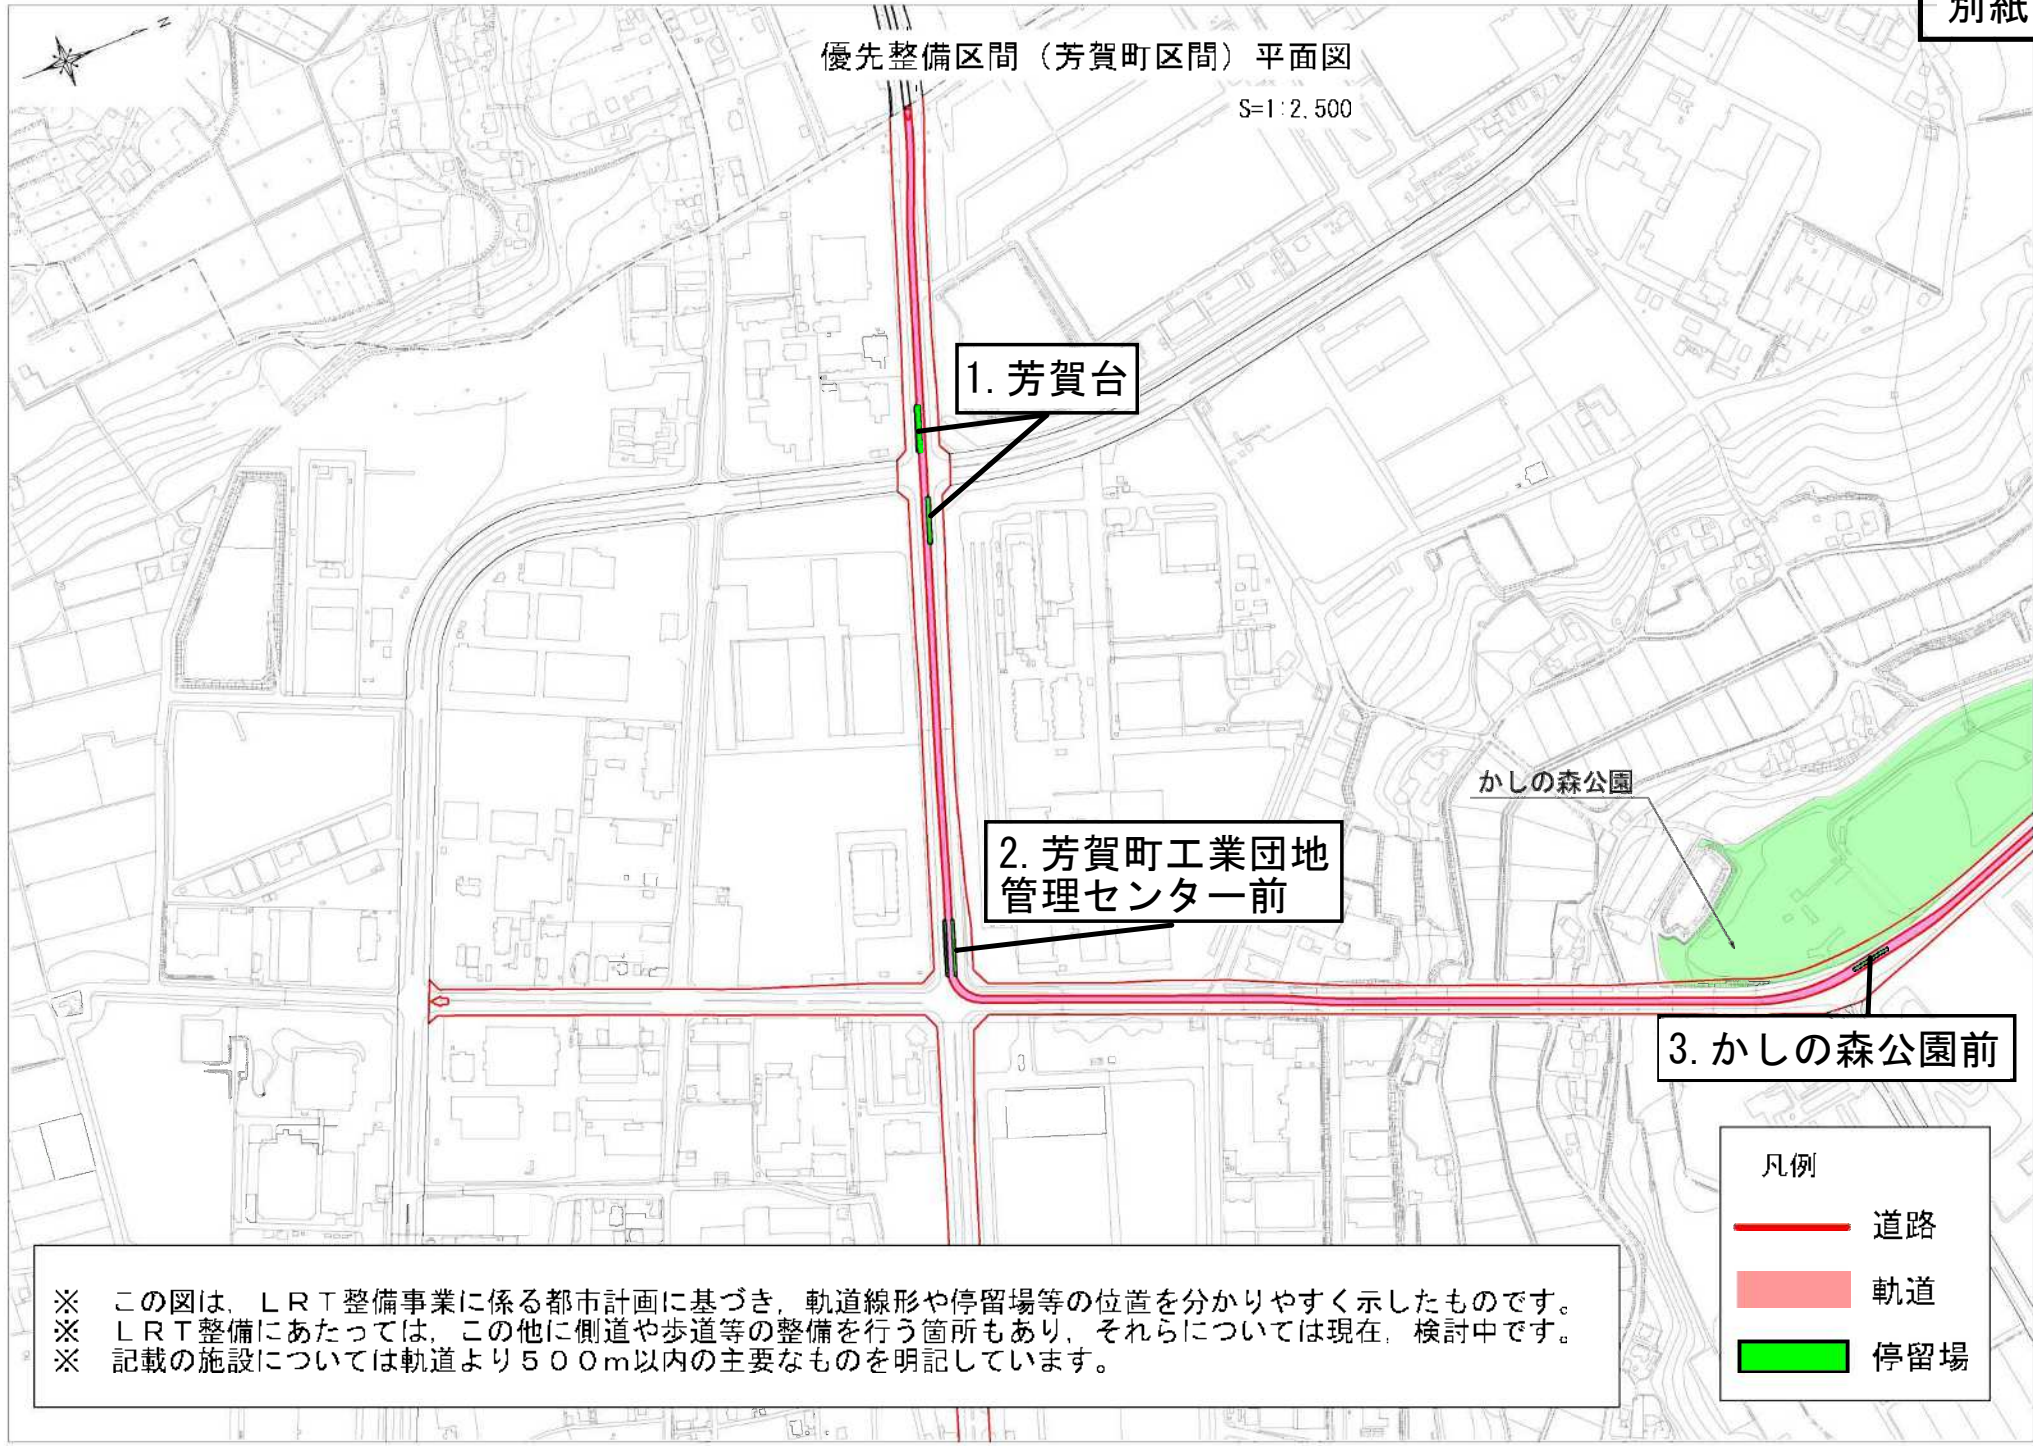 別紙
N
優先整備区間（芳賀町区間）平面図
S=1:2,500
1. 芳賀台
かしの森公園
2. 芳賀町工業団地
管理センター前
3. かしの森公園前
凡例
道路
軌道
停留場
※　この図は，ＬＲＴ整備事業に係る都市計画に基づき，軌道線形や停留場等の位置を分かりやすく示したものです。
※　ＬＲＴ整備にあたっては，この他に側道や歩道等の整備を行う箇所もあり，それらについては現在，検討中です。
※　記載の施設については軌道より５００ｍ以内の主要なものを明記しています。